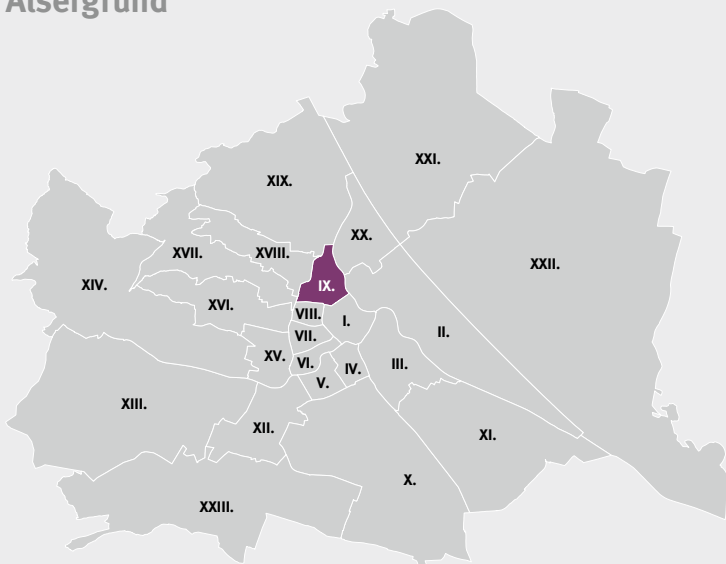 Alsergrund
XXI.
XIX.
XX.
XVII.
XVIII.
XXII.
XIV.
IX.
XVI.
VIII.
I.
II.
VII.
XV.
VI.
IV.
III.
V.
XIII.
XII.
XI.
X.
XXIII.